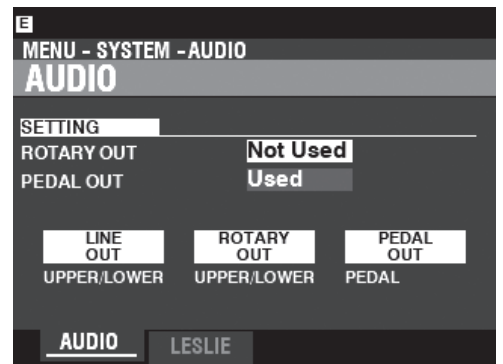 E
MENU - SYSTEM - AUDIO
AUDIO
SETTING
ROTARY OUT Not Used
PEDAL OUT Used
LINE OUT ROTARY OUT PEDAL OUT
UPPER/LOWER UPPER/LOWER PEDAL
AUDIO LESLIE